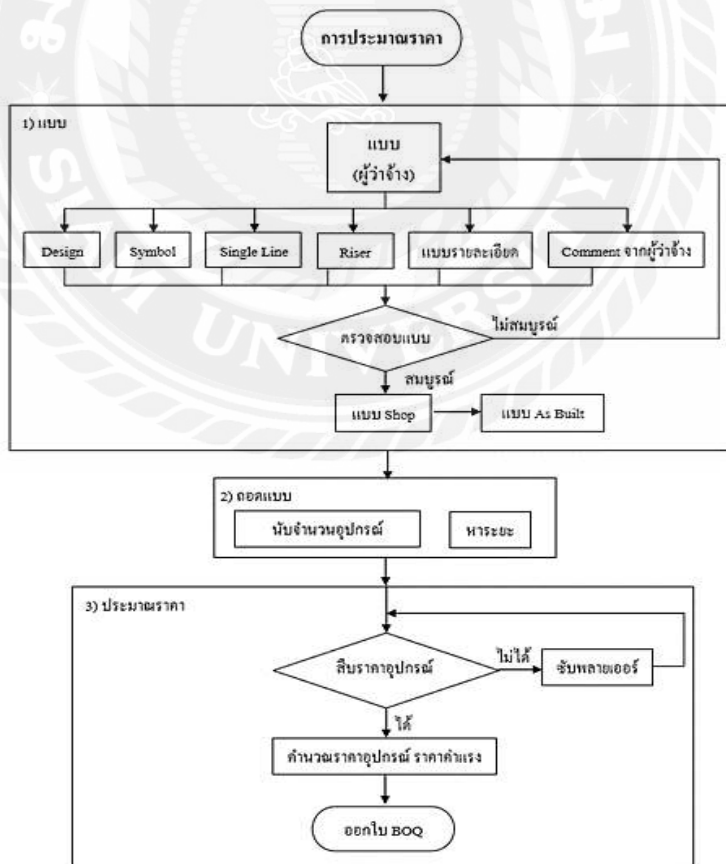 การประมาณราคา
1) แบบ
แบบ
(ผู้ว่าจ้าง)
Design
Symbol
Single Line
Riser
แบบรายละเอียด
Comment จากผู้ว่าจ้าง
ตรวจสอบแบบ
ไม่สมบูรณ์
สมบูรณ์
แบบ Shop
แบบ As Built
2) ถอดแบบ
นับจำนวนอุปกรณ์
หาระยะ
3) ประมาณราคา
สืบราคาอุปกรณ์
ไม่ได้
ซับพลายเออร์
ได้
คำนวณราคาอุปกรณ์ ราคาค่าแรง
ออกใบ BOQ
SIAM UNIVERSITY